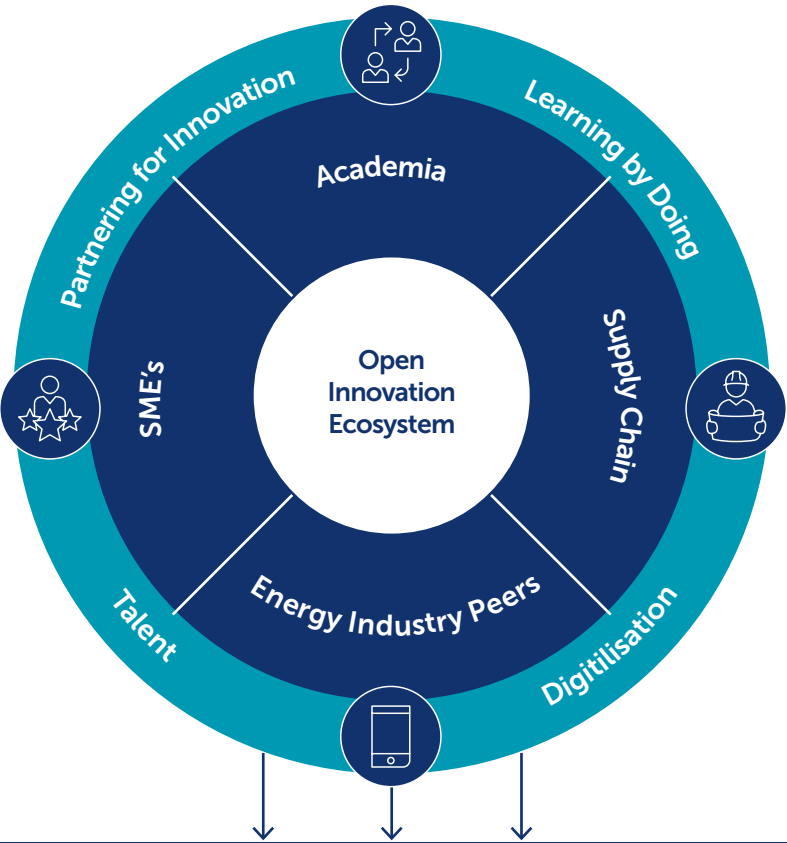 Partnering for Innovation
Learning by Doing
Academia
SME's
Supply Chain
Open
Innovation
Ecosystem
Energy Industry Peers
Talent
Digitilisation